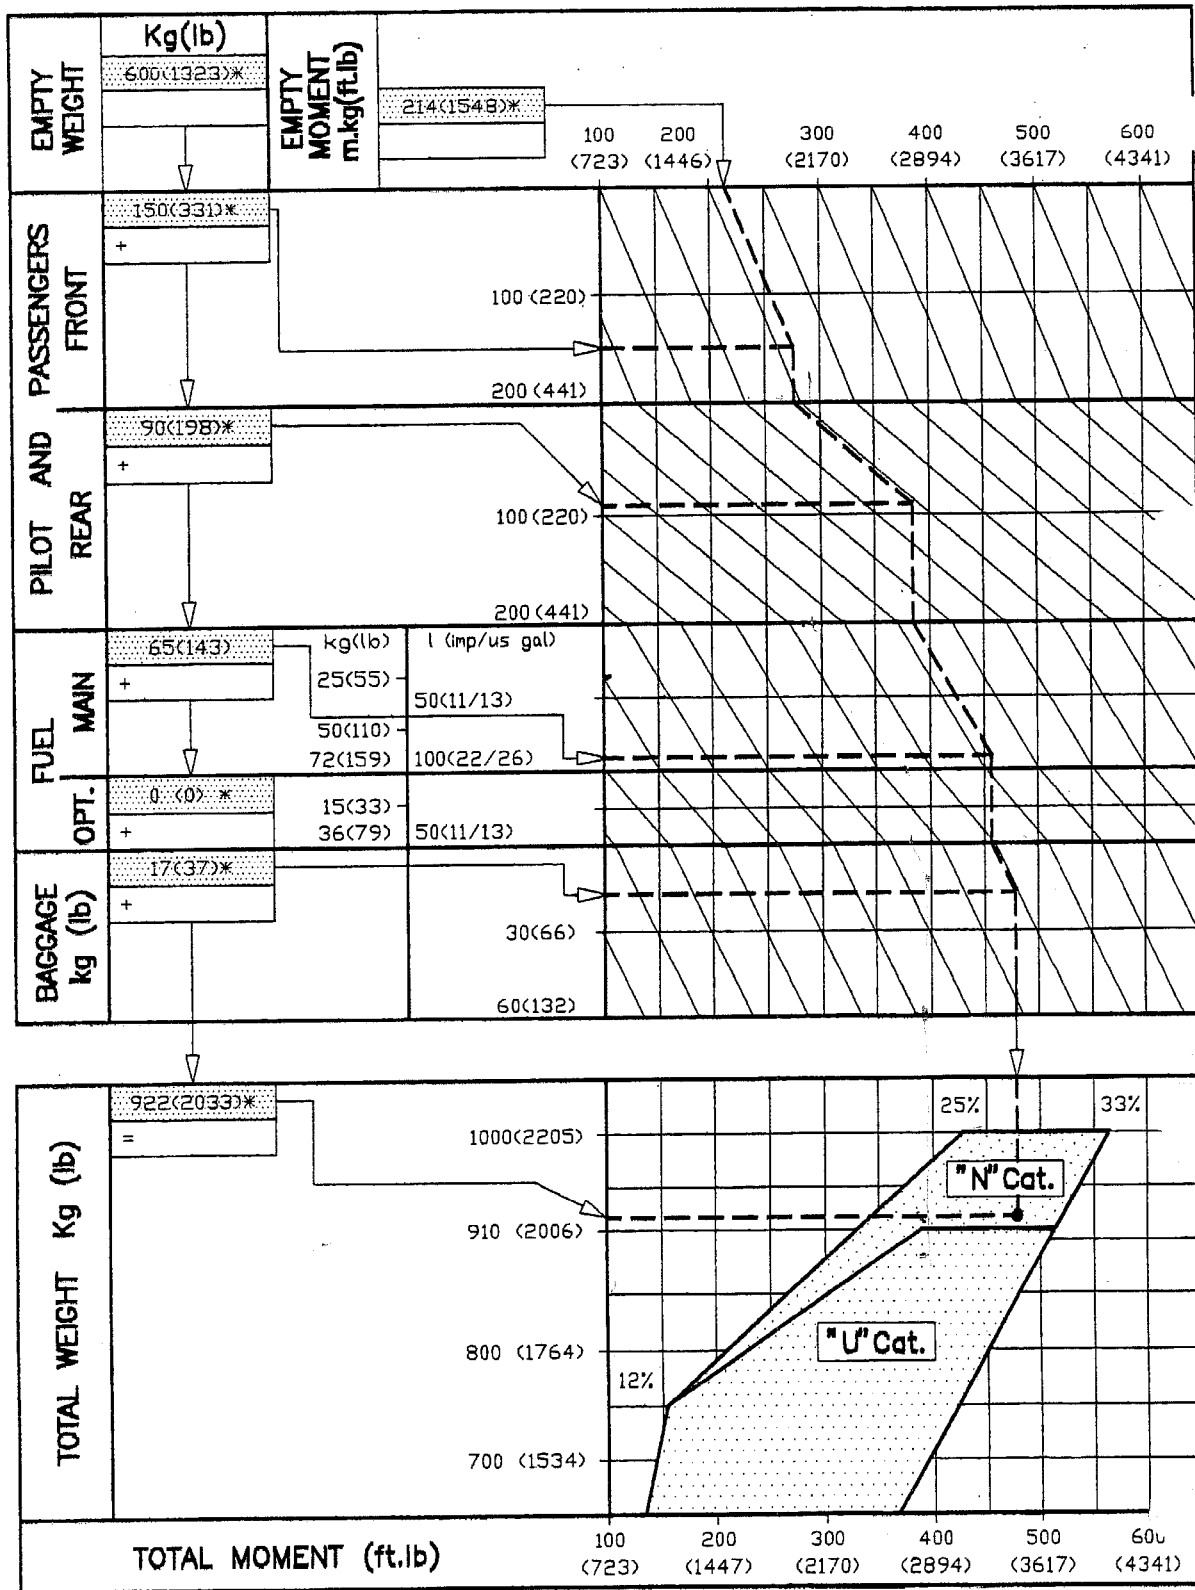 EMPTY WEIGHT
Kg(lb)
600(1323)*
EMPTY MOMENT m.kg(ft.lb)
214(1548)*
100 200 300 400 500 600
(723) (1446) (2170) (2894) (3617) (4341)
PILOT AND PASSENGERS
FRONT
150(331)*
+
100(220)
200(441)
REAR
90(198)*
+
100(220)
200(441)
FUEL
MAIN
65(143)
+
kg(lb)
l (imp/us gal)
25(55)
50(11/13)
50(110)
72(159)
100(22/26)
OPT.
0 (0) *
+
15(33)
36(79)
50(11/13)
BAGGAGE kg (lb)
17(37)*
+
30(66)
60(132)
TOTAL WEIGHT Kg (lb)
922(2033)*
=
25% 33%
1000(2205)
"N" Cat.
910 (2006)
"U" Cat.
800 (1764)
12%
700 (1534)
TOTAL MOMENT (ft.lb)
100 200 300 400 500 600
(723) (1447) (2170) (2894) (3617) (4341)